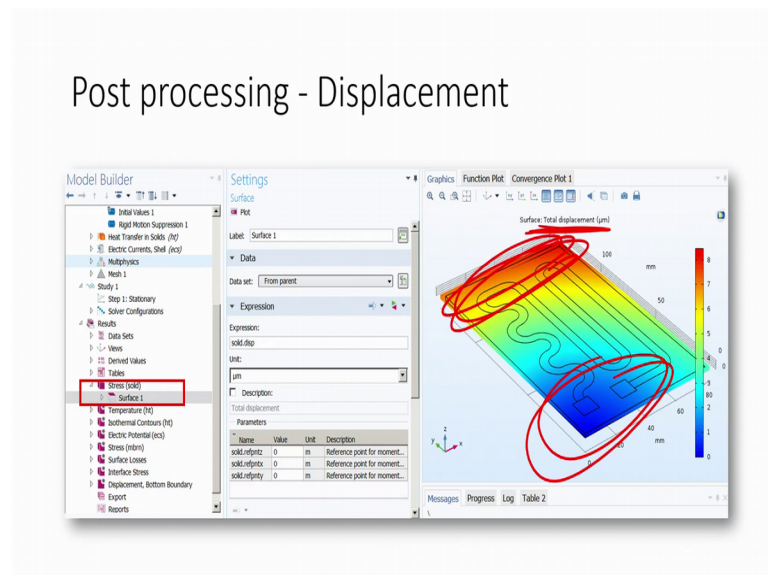 Post processing - Displacement
Model Builder
Initial Values 1
Rigid Motion Suppression 1
Heat Transfer in Solids (ht)
Electric Currents, Shell (ecs)
Multiphysics
Mesh 1
Study 1
Step 1: Stationary
Solver Configurations
Results
Data Sets
Views
Derived Values
Tables
Stress (solid)
Surface 1
Temperature (ht)
Isothermal Contours (ht)
Electric Potential (ecs)
Stress (mbrn)
Surface Losses
Interface Stress
Displacement, Bottom Boundary
Export
Reports
Settings
Surface
Plot
Label: Surface 1
Data
Data set: From parent
Expression
Expression:
solid.disp
Unit:
µm
Description:
Total displacement
Parameters
Name Value Unit Description
solid.refpntz 0 m Reference point for moment...
solid.refpntx 0 m Reference point for moment...
solid.refpnty 0 m Reference point for moment...
Graphics Function Plot Convergence Plot 1
Surface: Total displacement (µm)
100
mm
50
0
0
80
60
40
mm
20
0
z
y
x
8
7
6
5
4
3
2
1
0
Messages Progress Log Table 2